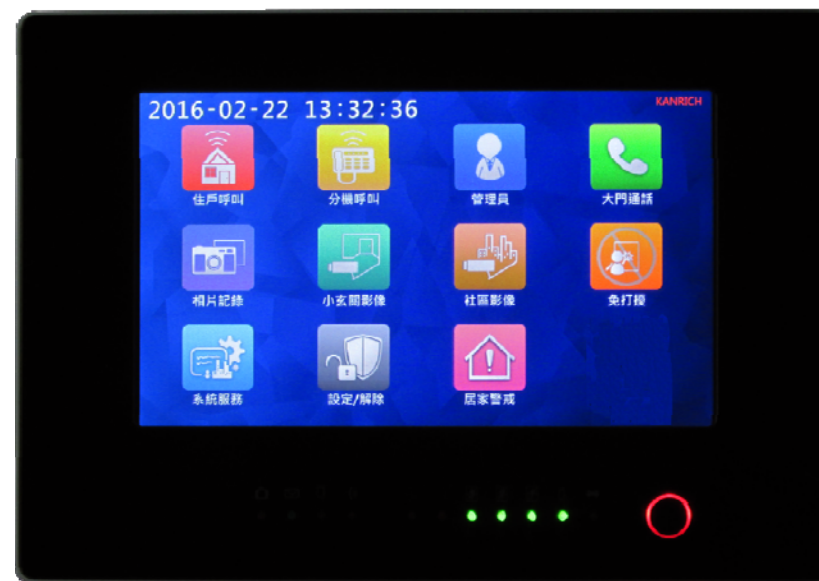 2016-02-22 13:32:36
KANRICH
住戶呼叫
分機呼叫
管理員
大門通話
相片記錄
小玄關影像
社區影像
免打擾
系統服務
設定/解除
居家警戒